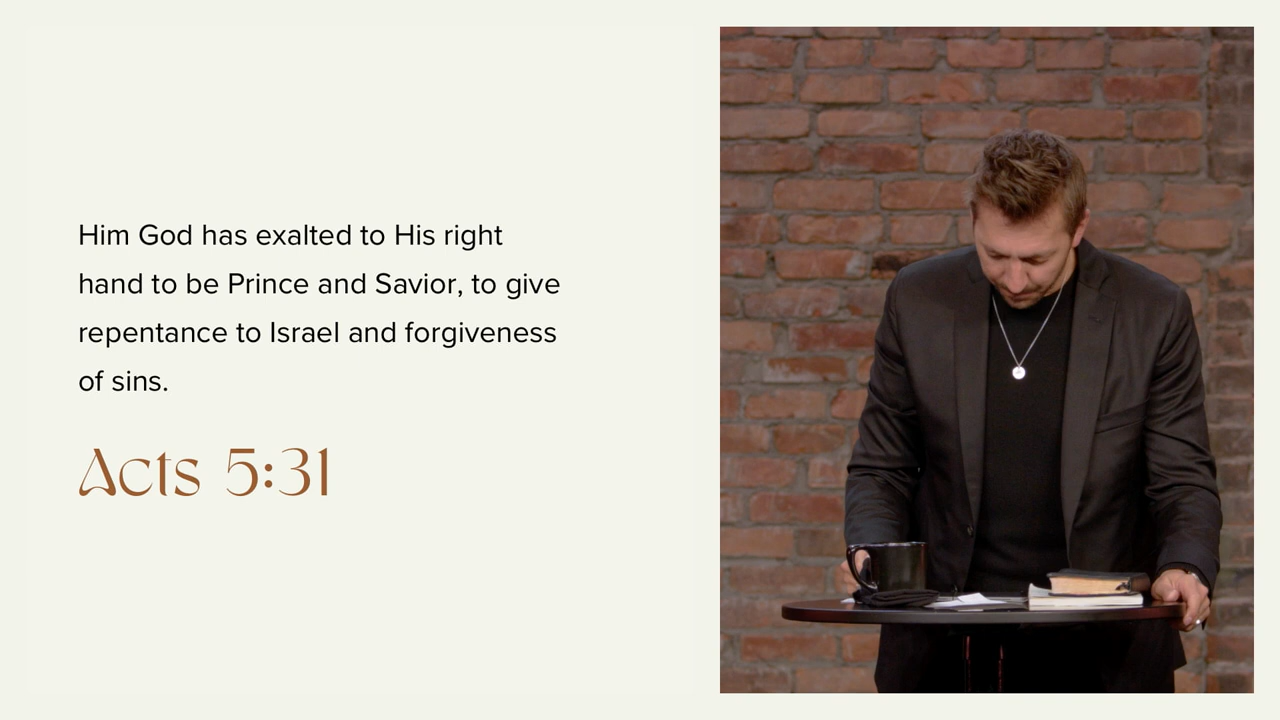 Him God has exalted to His right
hand to be Prince and Savior, to give
repentance to Israel and forgiveness
of sins.
Acts 5:31